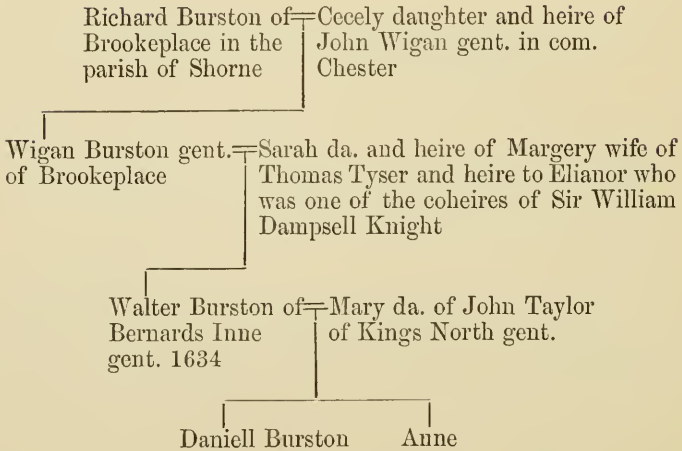 Richard Burston of Cecely daughter and heire of
Brookeplace in the John Wigan gent. in com.
parish of Shorne Chester
Wigan Burston gent. Sarah da. and heire of Margery wife of
of Brookeplace Thomas Tyser and heire to Elianor who
was one of the coheires of Sir William
Dampsell Knight
Walter Burston of Mary da. of John Taylor
Bernards Inne of Kings North gent.
gent. 1634
Daniell Burston Anne